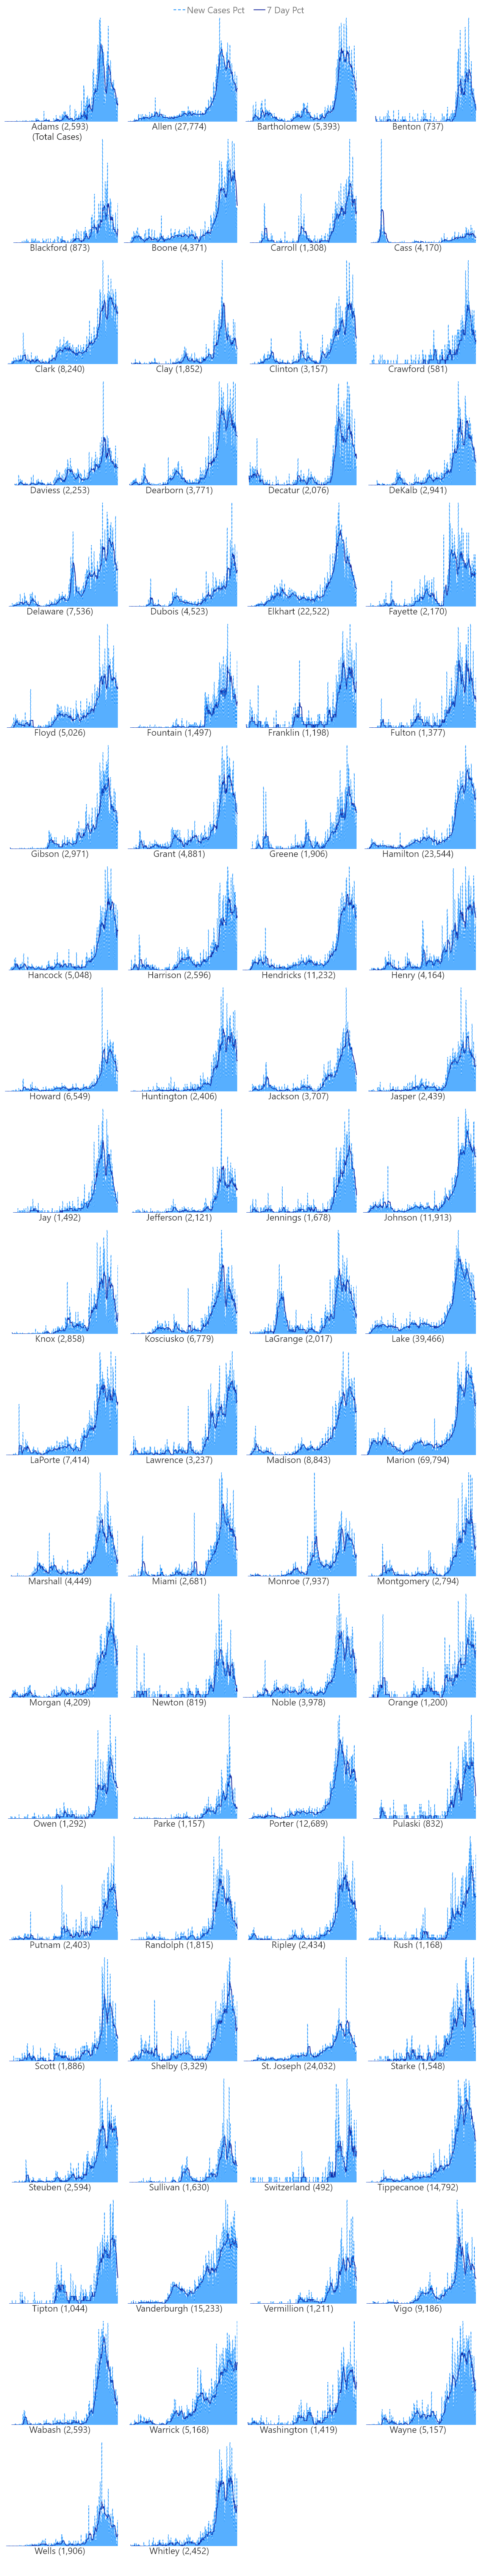 New Cases Pct 7 Day Pct
Adams (2,593) Allen (27,774) Bartholomew (5,393) Benton (737)
(Total Cases)
Blackford (873) Boone (4,371) Carroll (1,308) Cass (4,170)
Clark (8,240) Clay (1,852) Clinton (3,157) Crawford (581)
Daviess (2,253) Dearborn (3,771) Decatur (2,076) DeKalb (2,941)
Delaware (7,536) Dubois (4,523) Elkhart (22,522) Fayette (2,170)
Floyd (5,026) Fountain (1,497) Franklin (1,198) Fulton (1,377)
Gibson (2,971) Grant (4,881) Greene (1,906) Hamilton (23,544)
Hancock (5,048) Harrison (2,596) Hendricks (11,232) Henry (4,164)
Howard (6,549) Huntington (2,406) Jackson (3,707) Jasper (2,439)
Jay (1,492) Jefferson (2,121) Jennings (1,678) Johnson (11,913)
Knox (2,858) Kosciusko (6,779) LaGrange (2,017) Lake (39,466)
LaPorte (7,414) Lawrence (3,237) Madison (8,843) Marion (69,794)
Marshall (4,449) Miami (2,681) Monroe (7,937) Montgomery (2,794)
Morgan (4,209) Newton (819) Noble (3,978) Orange (1,200)
Owen (1,292) Parke (1,157) Porter (12,689) Pulaski (832)
Putnam (2,403) Randolph (1,815) Ripley (2,434) Rush (1,168)
Scott (1,886) Shelby (3,329) St. Joseph (24,032) Starke (1,548)
Steuben (2,594) Sullivan (1,630) Switzerland (492) Tippecanoe (14,792)
Tipton (1,044) Vanderburgh (15,233) Vermillion (1,211) Vigo (9,186)
Wabash (2,593) Warrick (5,168) Washington (1,419) Wayne (5,157)
Wells (1,906) Whitley (2,452)